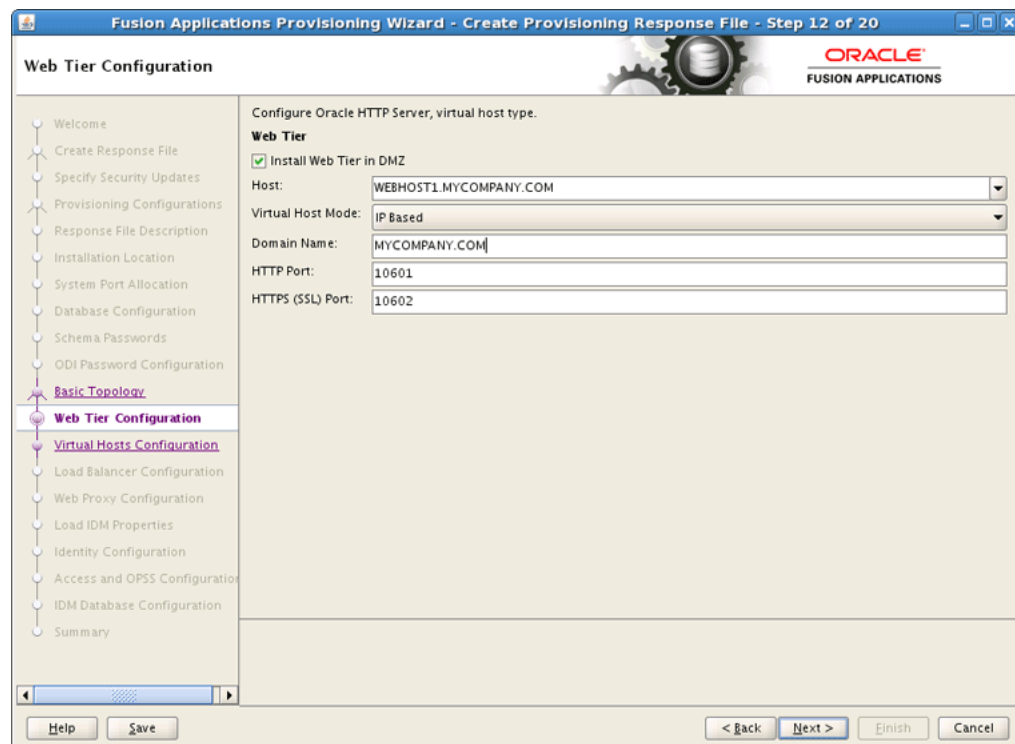 Fusion Applications Provisioning Wizard - Create Provisioning Response File - Step 12 of 20
Web Tier Configuration
ORACLE
FUSION APPLICATIONS
Welcome
Create Response File
Specify Security Updates
Provisioning Configurations
Response File Description
Installation Location
System Port Allocation
Database Configuration
Schema Passwords
ODI Password Configuration
Basic Topology
Web Tier Configuration
Virtual Hosts Configuration
Load Balancer Configuration
Web Proxy Configuration
Load IDM Properties
Identity Configuration
Access and OPSS Configuration
IDM Database Configuration
Summary
Configure Oracle HTTP Server, virtual host type.
Web Tier
Install Web Tier in DMZ
Host: WEBHOST1.MYCOMPANY.COM
Virtual Host Mode: IP Based
Domain Name: MYCOMPANY.COM
HTTP Port: 10601
HTTPS (SSL) Port: 10602
Help Save < Back Next > Finish Cancel